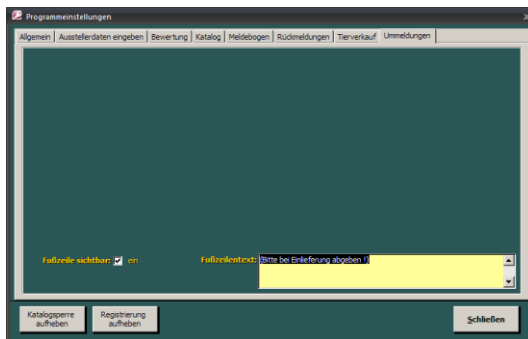 Programmeinstellungen
Allgemein Ausstellerdaten eingeben Bewertung Katalog Meldebogen Rückmeldungen Tierverkauf Ummeldungen
Fußzeile sichtbar: ein Fußzeilentext: (Bitte bei Einlieferung abgeben !)
Katalogsperre aufheben
Registrierung aufheben
Schließen